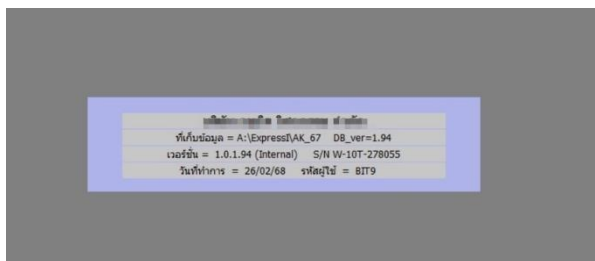 ที่เก็บข้อมูล = A:\ExpressI\AK_67 DB_ver=1.94
เวอร์ชั่น = 1.0.1.94 (Internal) S/N W-10T-278055
วันที่ทำการ = 26/02/68 รหัสผู้ใช้ = BIT9